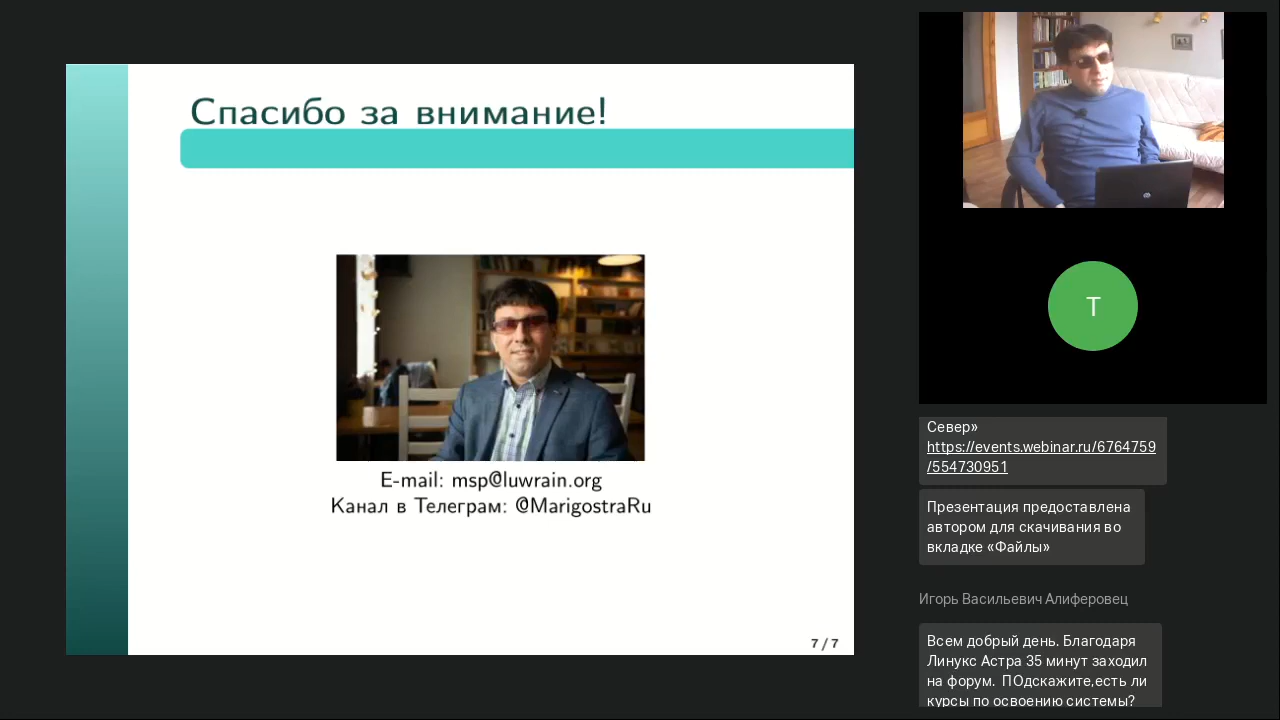 Спасибо за внимание!
E-mail: msp@luwrain.org
Канал в Телеграм: @MarigostraRu
7 / 7
T
Север»
https://events.webinar.ru/6764759
/554730951
Презентация предоставлена
автором для скачивания во
вкладке «Файлы»
Игорь Васильевич Алиферовец
Всем добрый день. Благодаря
Линукс Астра 35 минут заходил
на форум. ПОдскажите,есть ли
курсы по освоению системы?